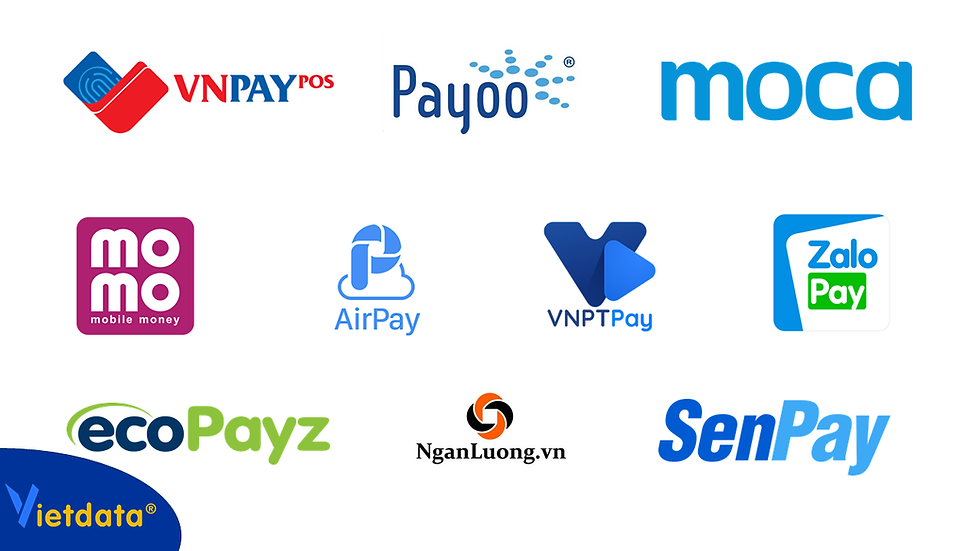 VNPAY POS
Payoo®
moca
mo
mo
mobile money
AirPay
VNPTPay
Zalo
Pay
ecoPayz
NganLuong.vn
SenPay
Vietdata®